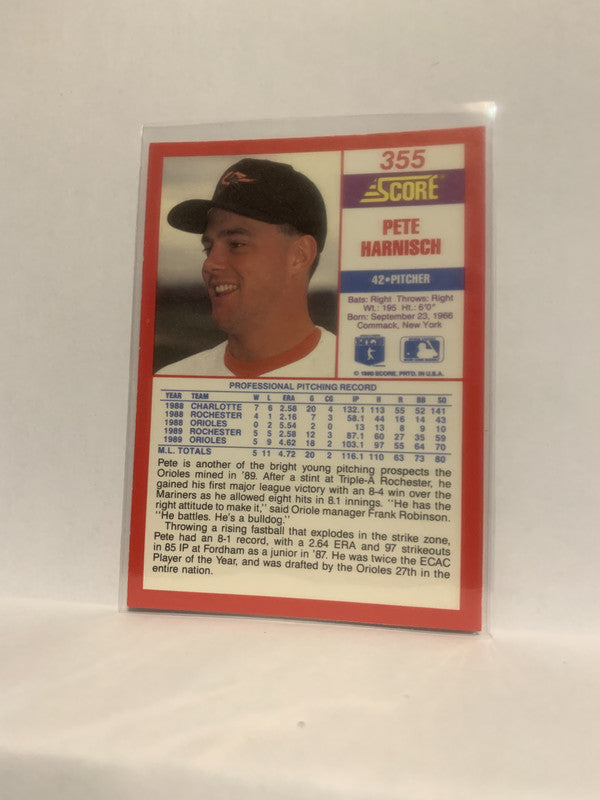 355
SCORE
PETE
HARNISCH
42•PITCHER
Bats: Right Throws: Right
Wt.: 195 Ht.: 6'0"
Born: September 23, 1966
Commack, New York
© 1990 SCORE, PRTD. IN U.S.A.
PROFESSIONAL PITCHING RECORD
YEAR TEAM W L ERA G CG IP H R BB SO
1988 CHARLOTTE 7 6 2.58 20 4 132.1 113 55 52 141
1988 ROCHESTER 4 1 2.16 7 3 58.1 44 16 14 43
1988 ORIOLES 0 2 5.54 2 0 13 13 8 9 10
1989 ROCHESTER 5 5 2.58 12 3 87.1 60 27 35 59
1989 ORIOLES 5 9 4.62 18 2 103.1 97 55 64 70
M.L. TOTALS 5 11 4.72 20 2 116.1 110 63 73 80
Pete is another of the bright young pitching prospects the
Orioles mined in '89. After a stint at Triple-A Rochester, he
gained his first major league victory with an 8-4 win over the
Mariners as he allowed eight hits in 8.1 innings. "He has the
right attitude to make it," said Oriole manager Frank Robinson.
"He battles. He's a bulldog."
Throwing a rising fastball that explodes in the strike zone,
Pete had an 8-1 record, with a 2.64 ERA and 97 strikeouts
in 85 IP at Fordham as a junior in '87. He was twice the ECAC
Player of the Year, and was drafted by the Orioles 27th in the
entire nation.